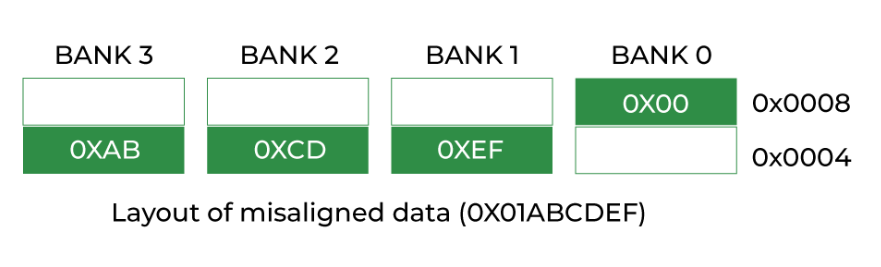 BANK 3 BANK 2 BANK 1 BANK 0
0X00 0x0008
0XAB 0XCD 0XEF 0x0004
Layout of misaligned data (0X01ABCDEF)